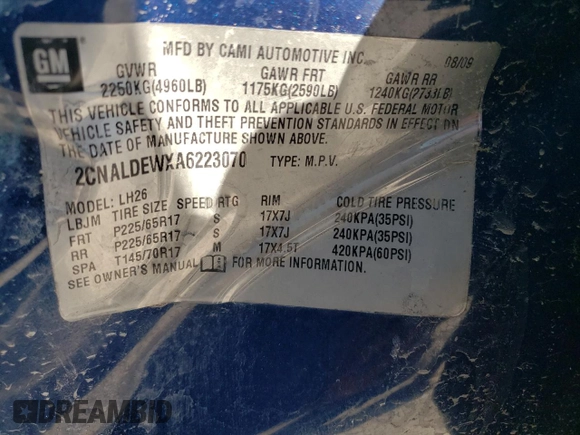 GM
MFD BY CAMI AUTOMOTIVE INC
08/09
GVWR GAWR FRT GAWR RR
2250KG(4960LB) 1175KG(2590LB) 1240KG(2733LB)
THIS VEHICLE CONFORMS TO ALL APPLICABLE U.S. FEDERAL MOTOR
VEHICLE SAFETY AND THEFT PREVENTION STANDARDS IN EFFECT ON
THE DATE OF MANUFACTURE SHOWN ABOVE.
2CNALDEWXA6223070 TYPE: M.P.V.
MODEL: LH26
LBJM TIRE SIZE SPEED/RTG RIM COLD TIRE PRESSURE
FRT P225/65R17 S 17X7J 240KPA(35PSI)
RR P225/65R17 S 17X7J 240KPA(35PSI)
SPA T145/70R17 M 17X4.5T 420KPA(60PSI)
SEE OWNER'S MANUAL FOR MORE INFORMATION.
DREAMBID